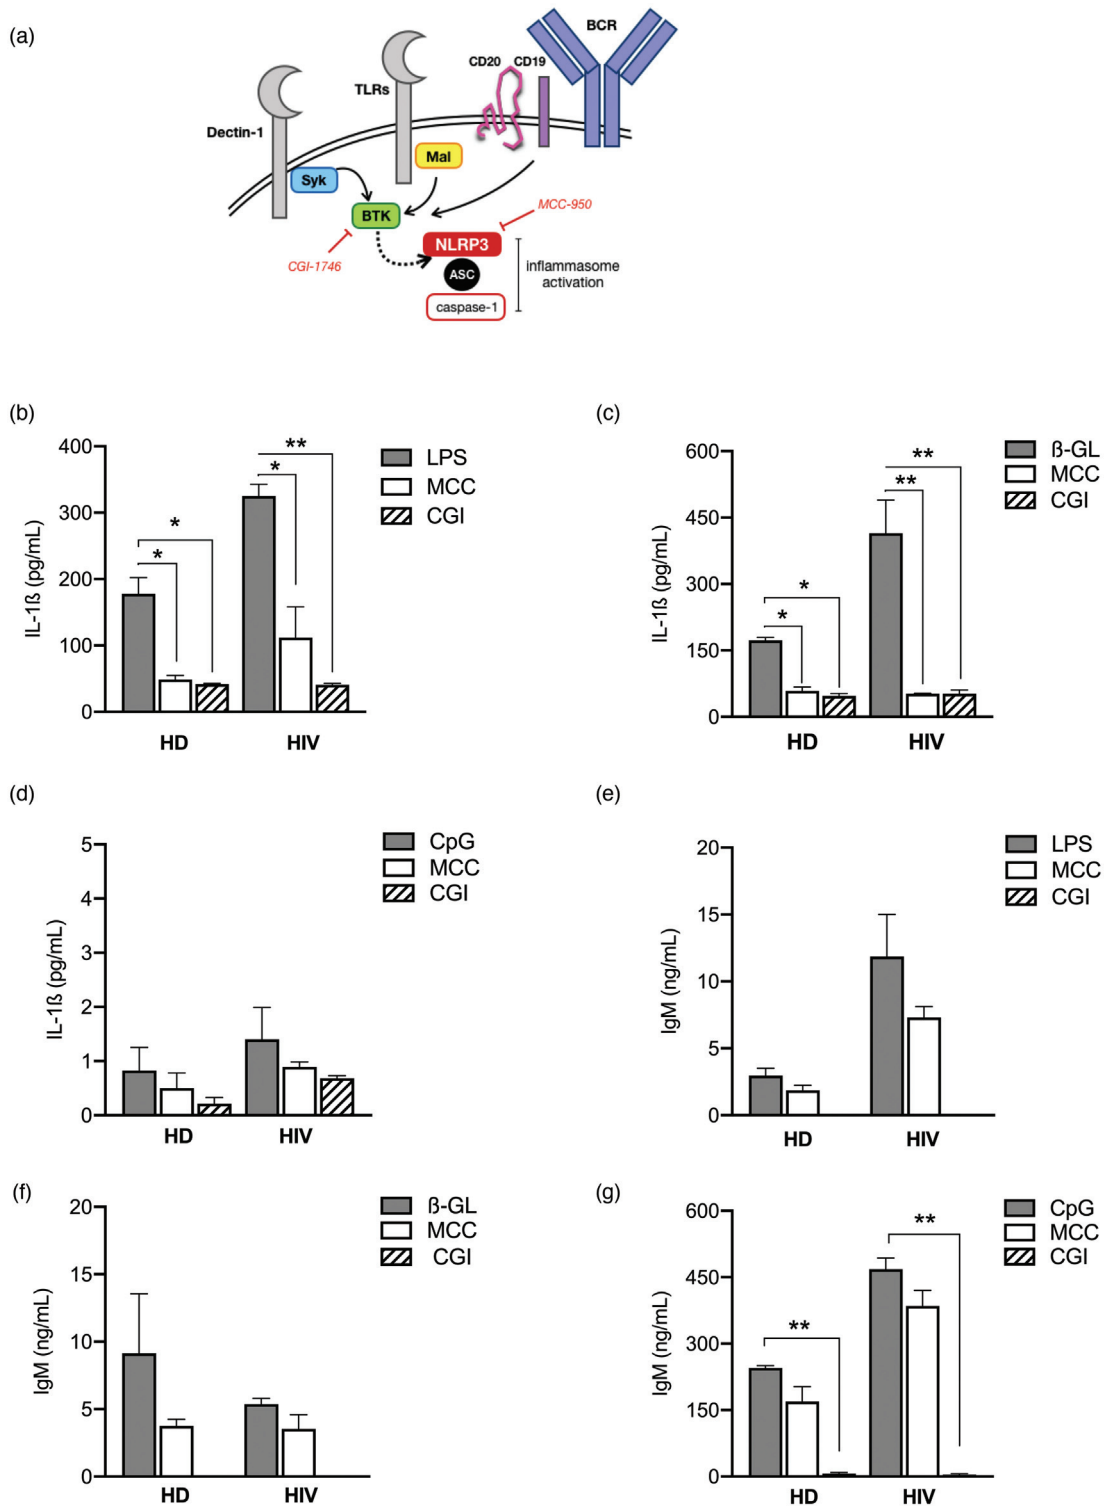 (a)
BCR
CD20 CD19
TLRs
Dectin-1
Mal
Syk
BTK
MCC-950
NLRP3
CGI-1746
ASC
inflammasome
activation
caspase-1
(b)
400
300
200
100
0
IL-1ß (pg/mL)
*
*
*
**
HD
HIV
LPS
MCC
CGI
(c)
600
450
300
150
0
IL-1ß (pg/mL)
*
*
**
**
HD
HIV
ß-GL
MCC
CGI
(d)
5
4
3
2
1
0
IL-1ß (pg/mL)
HD
HIV
CpG
MCC
CGI
(e)
20
15
10
5
0
IgM (ng/mL)
HD
HIV
LPS
MCC
CGI
(f)
20
15
10
5
0
IgM (ng/mL)
HD
HIV
ß-GL
MCC
CGI
(g)
600
450
300
150
0
IgM (ng/mL)
**
**
HD
HIV
CpG
MCC
CGI